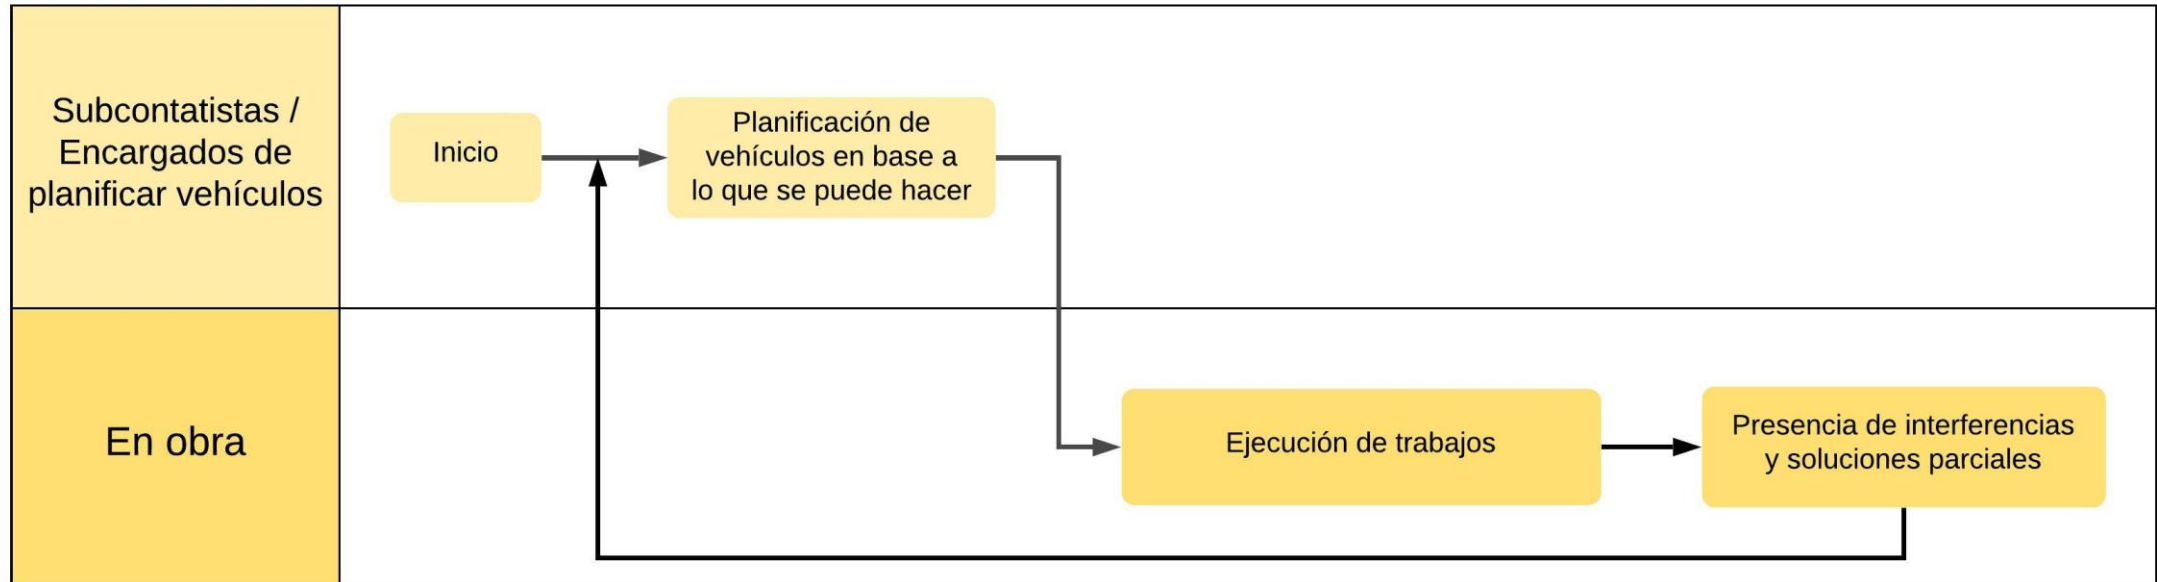 Subcontatistas /
Encargados de
planificar vehículos
Inicio
Planificación de
vehículos en base a
lo que se puede hacer
En obra
Ejecución de trabajos
Presencia de interferencias
y soluciones parciales